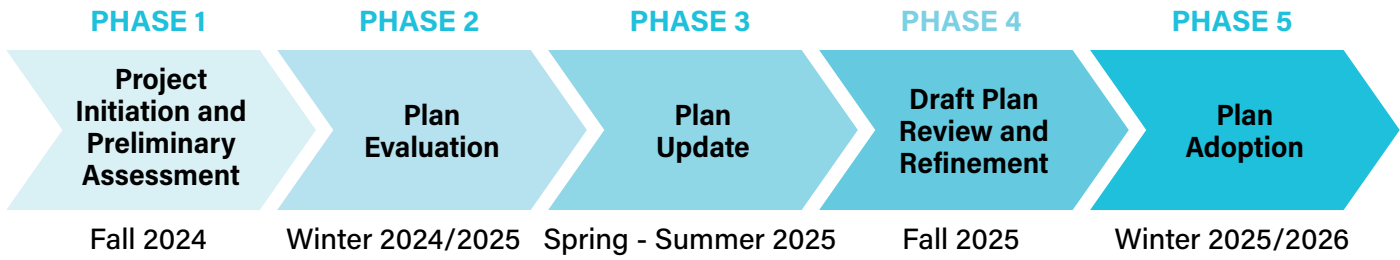 PHASE 1
PHASE 2
PHASE 3
PHASE 4
PHASE 5
Project
Initiation and
Preliminary
Assessment
Plan
Evaluation
Plan
Update
Draft Plan
Review and
Refinement
Plan
Adoption
Fall 2024
Winter 2024/2025
Spring - Summer 2025
Fall 2025
Winter 2025/2026